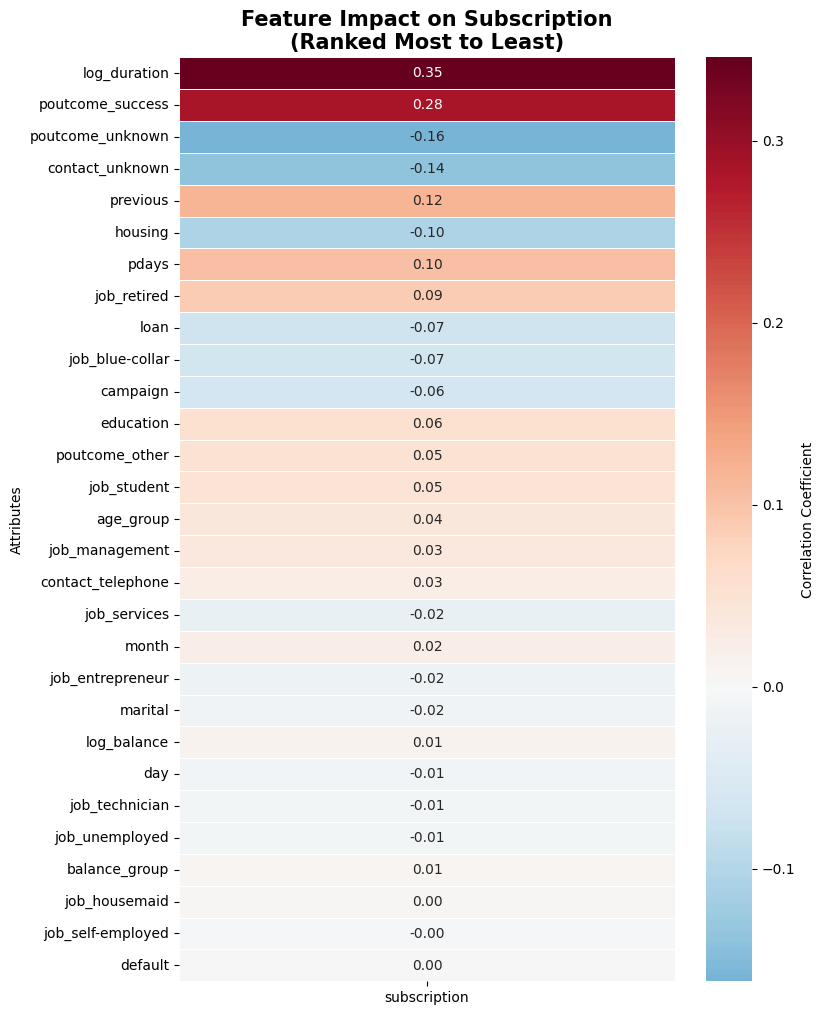 Feature Impact on Subscription
(Ranked Most to Least)
log_duration 0.35
poutcome_success 0.28
poutcome_unknown -0.16
contact_unknown -0.14
previous 0.12
housing -0.10
pdays 0.10
job_retired 0.09
loan -0.07
job_blue-collar -0.07
campaign -0.06
education 0.06
poutcome_other 0.05
job_student 0.05
age_group 0.04
job_management 0.03
contact_telephone 0.03
job_services -0.02
month 0.02
job_entrepreneur -0.02
marital -0.02
log_balance 0.01
day -0.01
job_technician -0.01
job_unemployed -0.01
balance_group 0.01
job_housemaid 0.00
job_self-employed -0.00
default 0.00
subscription
Attributes
0.3
0.2
0.1
0.0
−0.1
Correlation Coefficient